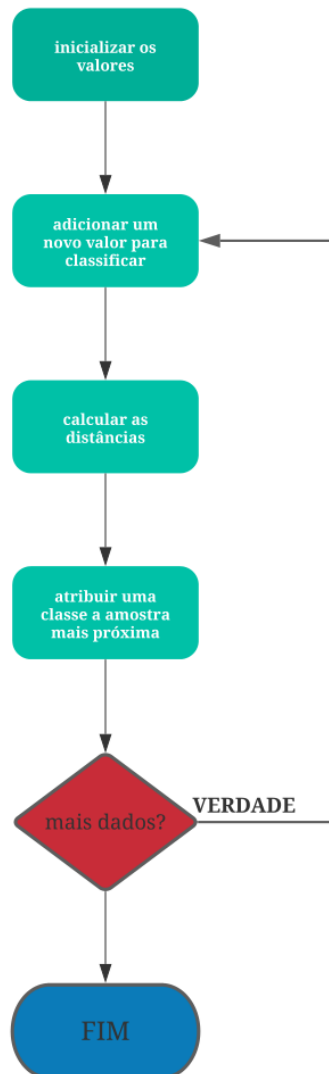 inicializar os
valores
adicionar um
novo valor para
classificar
calcular as
distâncias
atribuir uma
classe a amostra
mais próxima
mais dados?
VERDADE
FIM